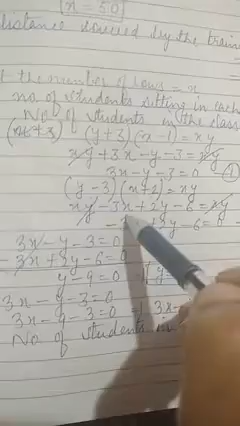 x = 50
distance covered by the train
the number of rows = x
no of students sitting in each
No of students in the class
(y+3) (x-1) = xy
xy + 3x - y - 3 = xy
3x - y - 3 = 0 (1)
(y-3) (x+2) = xy
xy - 3x + 2y - 6 = xy
y - 6 = 0
3x - y - 3 = 0
- 3x + 2y - 6 = 0
y - 9 = 0
3x - y - 3 = 0
3x - 9 - 3 = 0 3x -
No of students